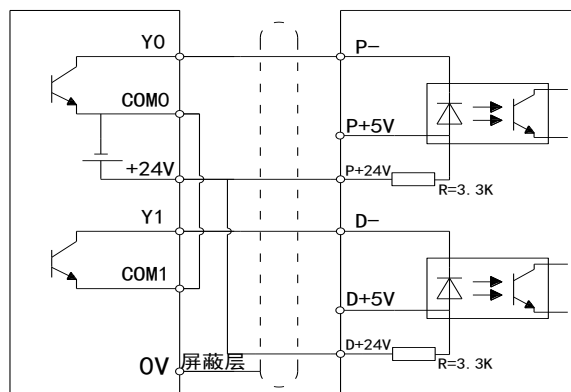 Y0
P-
COM0
P+5V
+24V
P+24V
R=3.3K
Y1
D-
COM1
D+5V
D+24V
R=3.3K
0V 屏蔽层